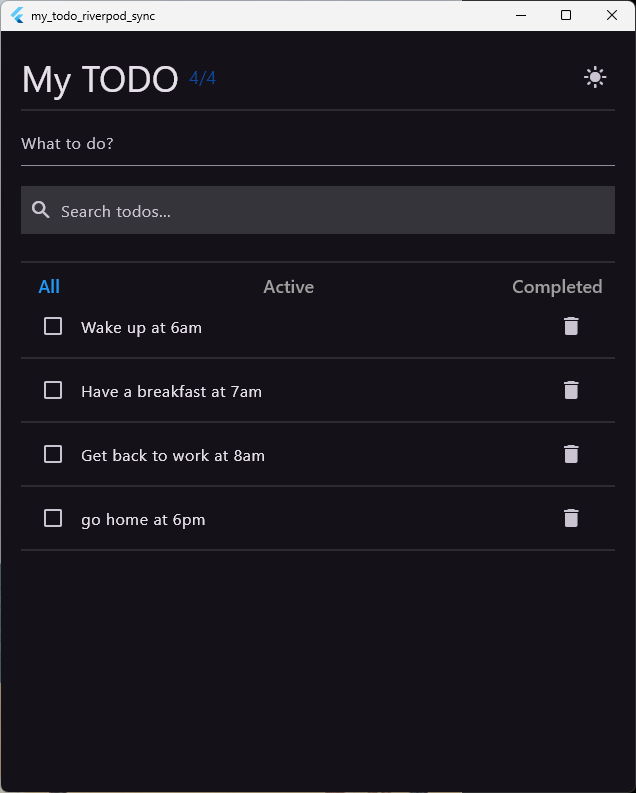 my_todo_riverpod_sync
My TODO 4/4
What to do?
Search todos...
All Active Completed
Wake up at 6am
Have a breakfast at 7am
Get back to work at 8am
go home at 6pm